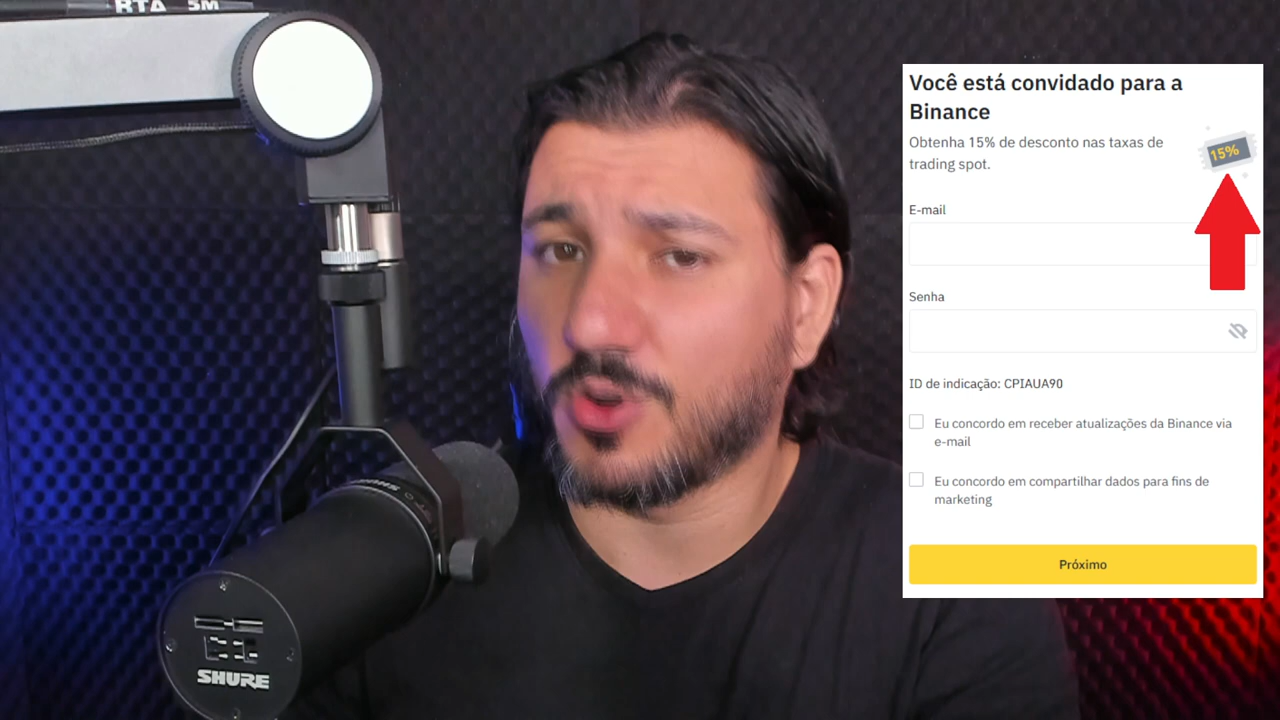 RTA 5M
SHURE
Você está convidado para a
Binance
Obtenha 15% de desconto nas taxas de
trading spot.
15%
E-mail
Senha
ID de indicação: CPIAUA90
Eu concordo em receber atualizações da Binance via
e-mail
Eu concordo em compartilhar dados para fins de
marketing
Próximo